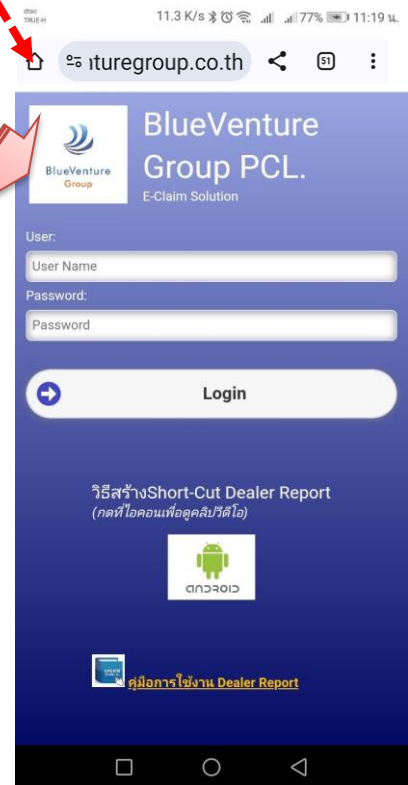 dtac
TRUE-H
11.3 K/s
77%
11:19 น.
ıturegroup.co.th
51
BlueVenture
Group
BlueVenture
Group PCL.
E-Claim Solution
User:
User Name
Password:
Password
Login
วิธีสร้างShort-Cut Dealer Report
(กดที่ไอคอนเพื่อดูคลิปวีดีโอ)
ANDROID
คู่มือการใช้งาน Dealer Report